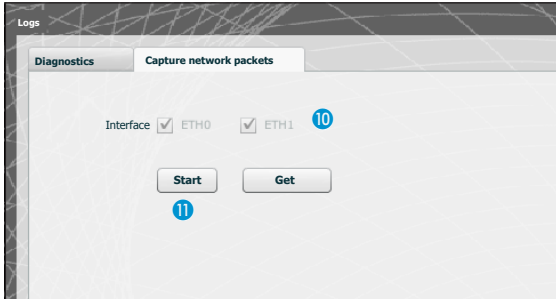 Logs
Diagnostics Capture network packets
Interface ETH0 ETH1 10
Start Get
11